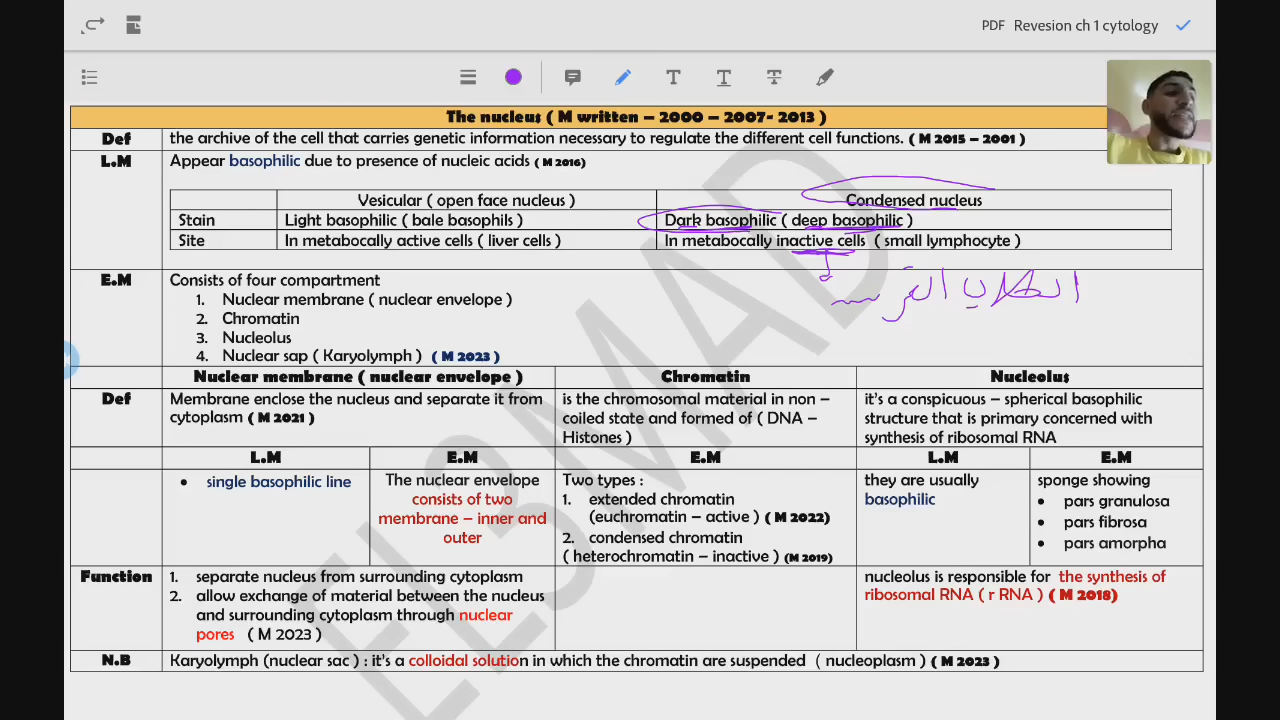 PDF Revesion ch 1 cytology
The nucleus ( M written – 2000 – 2007- 2013 )
Def the archive of the cell that carries genetic information necessary to regulate the different cell functions. ( M 2015 – 2001 )
L.M Appear basophilic due to presence of nucleic acids ( M 2016)
Vesicular ( open face nucleus ) Condensed nucleus
Stain Light basophilic ( bale basophils ) Dark basophilic ( deep basophilic )
Site In metabocally active cells ( liver cells ) In metabocally inactive cells ( small lymphocyte )
E.M Consists of four compartment
1. Nuclear membrane ( nuclear envelope )
2. Chromatin
3. Nucleolus
4. Nuclear sap ( Karyolymph ) ( M 2023 )
Nuclear membrane ( nuclear envelope ) Chromatin Nucleolus
Def Membrane enclose the nucleus and separate it from cytoplasm ( M 2021 )
is the chromosomal material in non – coiled state and formed of ( DNA – Histones )
it's a conspicuous – spherical basophilic structure that is primary concerned with synthesis of ribosomal RNA
L.M E.M E.M L.M E.M
• single basophilic line
The nuclear envelope
consists of two
membrane – inner and
outer
Two types :
1. extended chromatin
(euchromatin – active ) ( M 2022)
2. condensed chromatin
( heterochromatin – inactive ) (M 2019)
they are usually
basophilic
sponge showing
• pars granulosa
• pars fibrosa
• pars amorpha
Function 1. separate nucleus from surrounding cytoplasm
2. allow exchange of material between the nucleus
and surrounding cytoplasm through nuclear
pores ( M 2023 )
nucleolus is responsible for the synthesis of
ribosomal RNA ( r RNA ) ( M 2018)
N.B Karyolymph (nuclear sac ) : it's a colloidal solution in which the chromatin are suspended ( nucleoplasm ) ( M 2023 )
EL3MAD